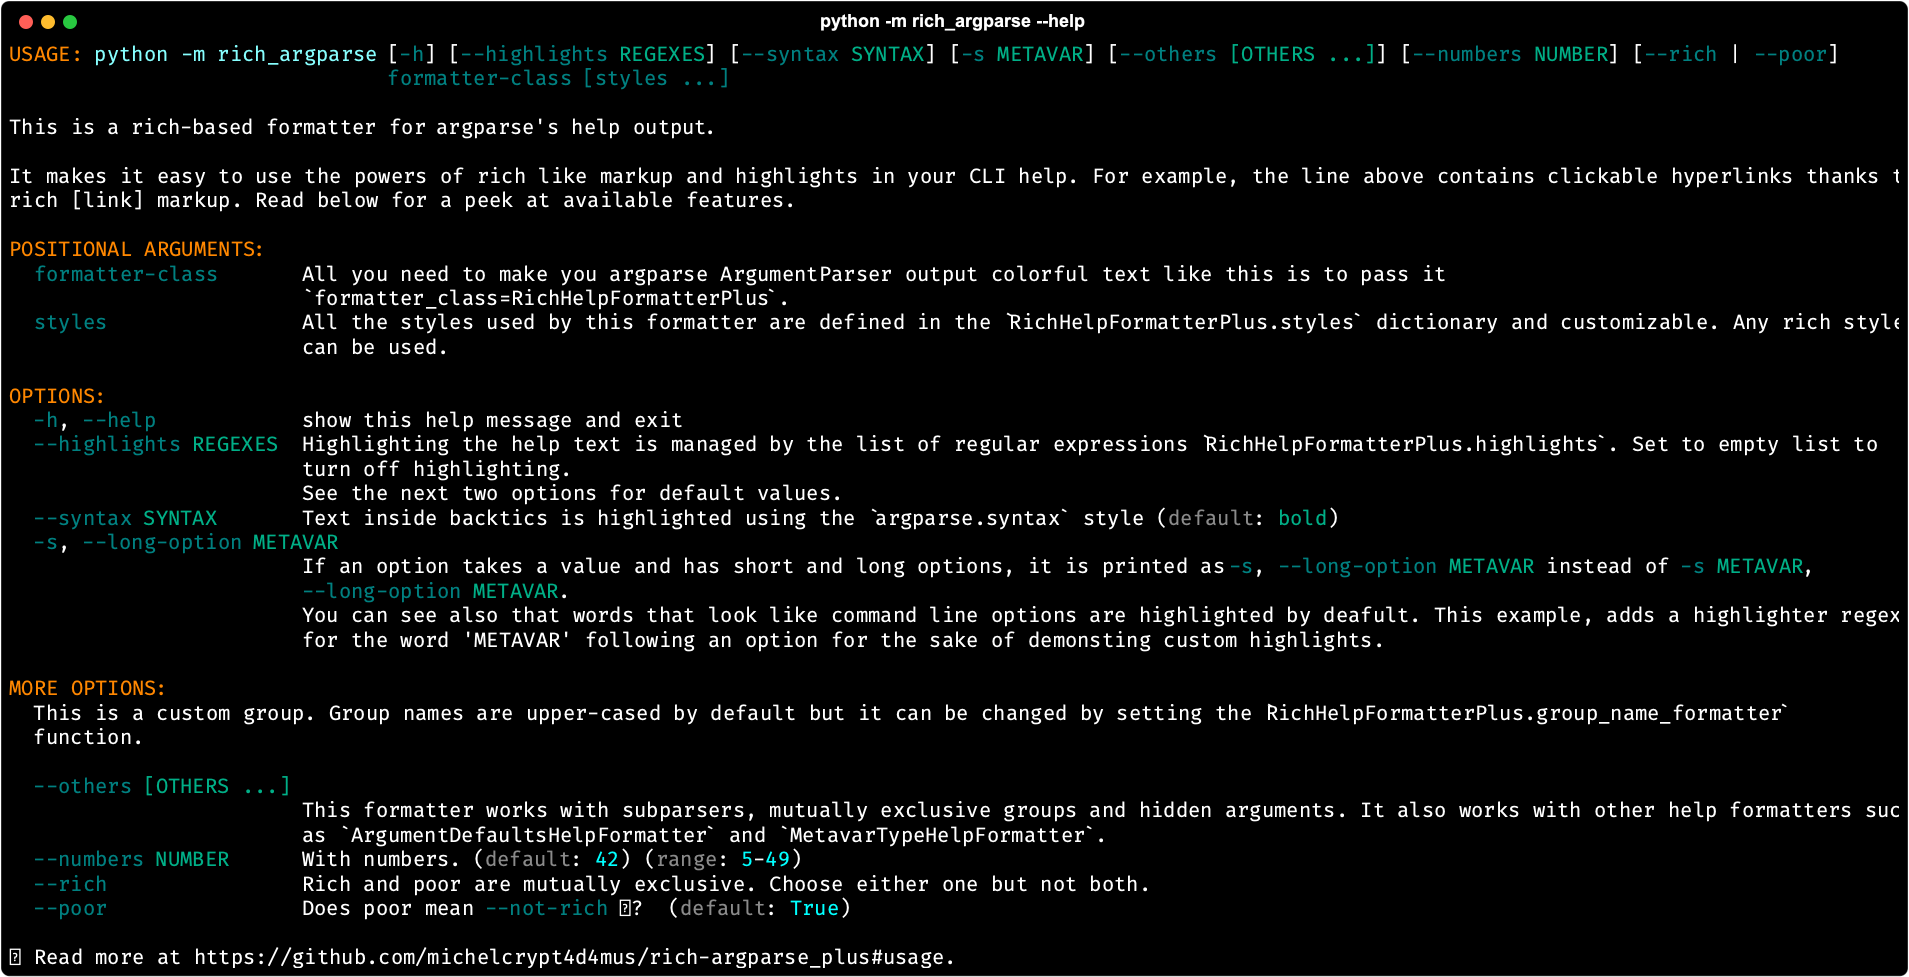 python -m rich_argparse --help
USAGE: python -m rich_argparse [-h] [--highlights REGEXES] [--syntax SYNTAX] [-s METAVAR] [--others [OTHERS ...]] [--numbers NUMBER] [--rich | --poor]
formatter-class [styles ...]
This is a rich-based formatter for argparse's help output.
It makes it easy to use the powers of rich like markup and highlights in your CLI help. For example, the line above contains clickable hyperlinks thanks t
rich [link] markup. Read below for a peek at available features.
POSITIONAL ARGUMENTS:
formatter-class All you need to make you argparse ArgumentParser output colorful text like this is to pass it
`formatter_class=RichHelpFormatterPlus`.
styles All the styles used by this formatter are defined in the `RichHelpFormatterPlus.styles` dictionary and customizable. Any rich style
can be used.
OPTIONS:
-h, --help show this help message and exit
--highlights REGEXES Highlighting the help text is managed by the list of regular expressions `RichHelpFormatterPlus.highlights`. Set to empty list to
turn off highlighting.
See the next two options for default values.
--syntax SYNTAX Text inside backtics is highlighted using the `argparse.syntax` style (default: bold)
-s, --long-option METAVAR
If an option takes a value and has short and long options, it is printed as -s, --long-option METAVAR instead of -s METAVAR,
--long-option METAVAR.
You can see also that words that look like command line options are highlighted by deafult. This example, adds a highlighter regex
for the word 'METAVAR' following an option for the sake of demonsting custom highlights.
MORE OPTIONS:
This is a custom group. Group names are upper-cased by default but it can be changed by setting the `RichHelpFormatterPlus.group_name_formatter`
function.
--others [OTHERS ...]
This formatter works with subparsers, mutually exclusive groups and hidden arguments. It also works with other help formatters suc
as `ArgumentDefaultsHelpFormatter` and `MetavarTypeHelpFormatter`.
--numbers NUMBER With numbers. (default: 42) (range: 5-49)
--rich Rich and poor are mutually exclusive. Choose either one but not both.
--poor Does poor mean --not-rich ? (default: True)
Read more at https://github.com/michelcrypt4d4mus/rich-argparse_plus#usage.